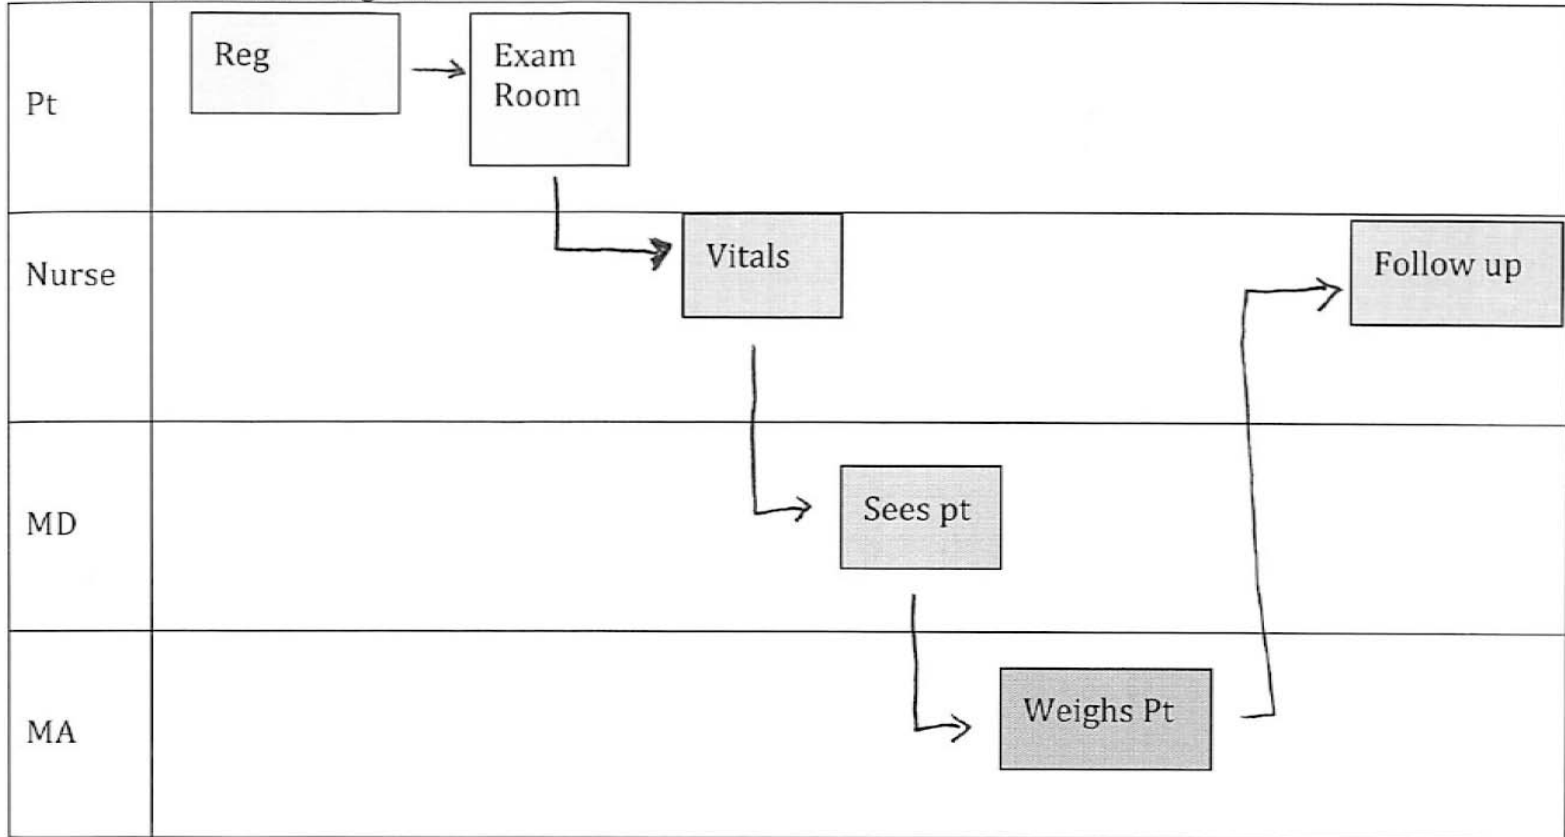 Pt
Reg
Exam
Room
Nurse
Vitals
Follow up
MD
Sees pt
MA
Weighs Pt